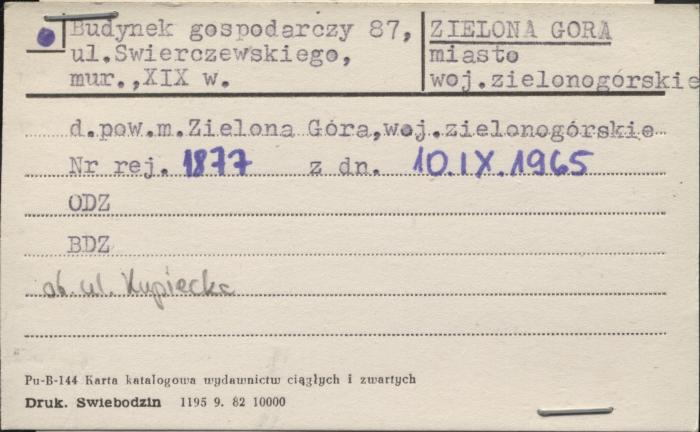 Budynek gospodarczy 87,
ul.Swierczewskiego,
mur.,XIX w.
ZIELONA GORA
miasto
woj.zielonogórskie
d.pow.m.Zielona Góra,woj.zielonogórskie
Nr rej. 1877 z dn. 10.IX.1965
ODZ
BDZ
ob. ul. Kupiecka
Pu-B-144 Karta katalogowa wydawnictw ciągłych i zwartych
Druk. Swiebodzin 1195 9. 82 10000